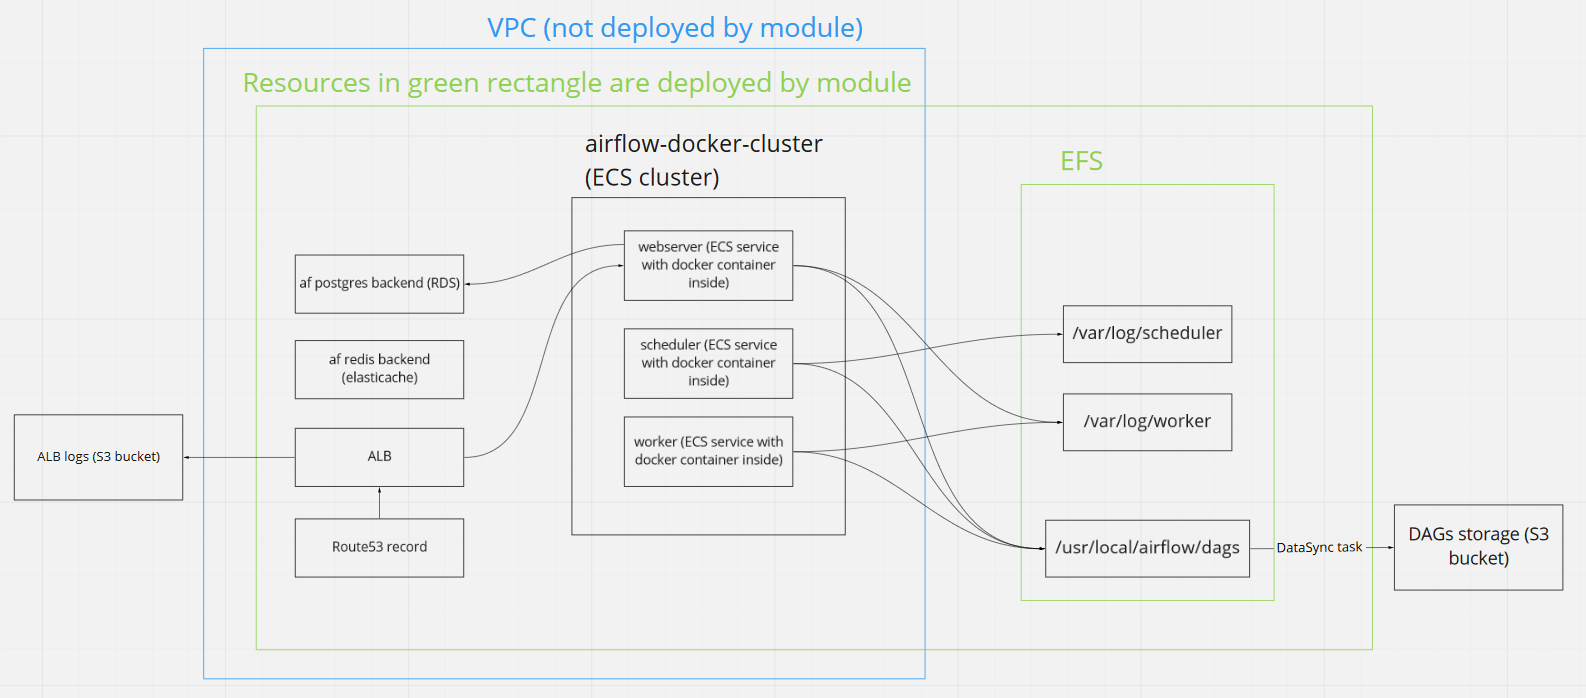 VPC (not deployed by module)
Resources in green rectangle are deployed by module
airflow-docker-cluster
(ECS cluster)
EFS
webserver (ECS service
with docker container
inside)
af postgres backend (RDS)
scheduler (ECS service
with docker container
inside)
/var/log/scheduler
af redis backend
(elasticache)
/var/log/worker
worker (ECS service with
docker container inside)
ALB logs (S3 bucket)
ALB
Route53 record
/usr/local/airflow/dags
DataSync task
DAGs storage (S3
bucket)